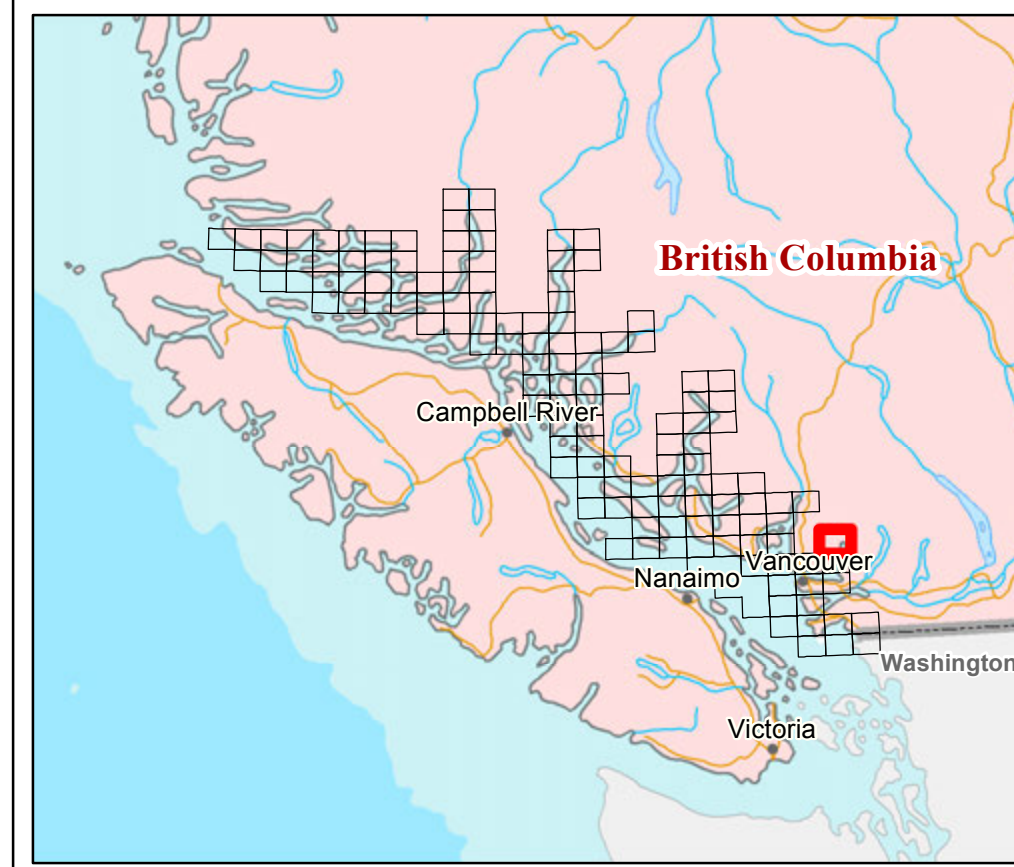 British Columbia
Campbell River
Vancouver
Nanaimo
Washington
Victoria